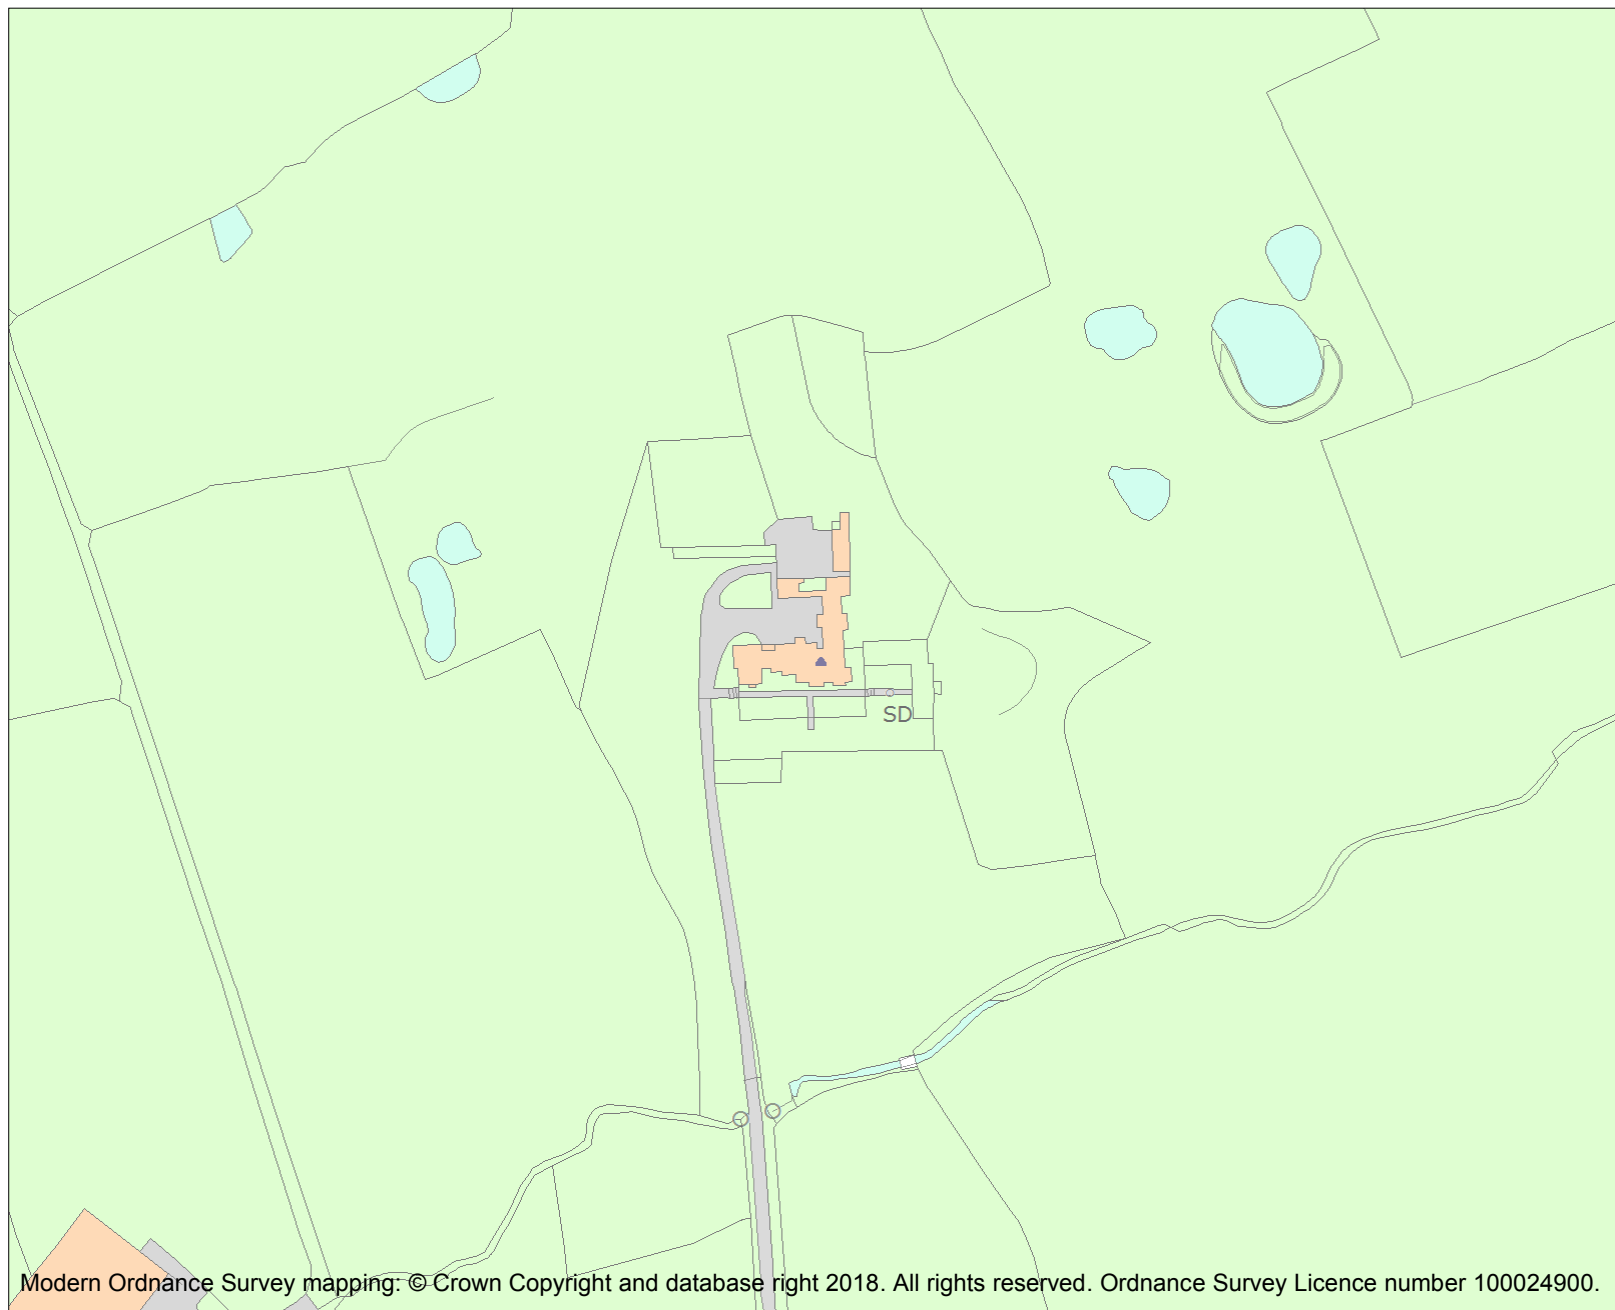 SD
Modern Ordnance Survey mapping: © Crown Copyright and database right 2018. All rights reserved. Ordnance Survey Licence number 100024900.